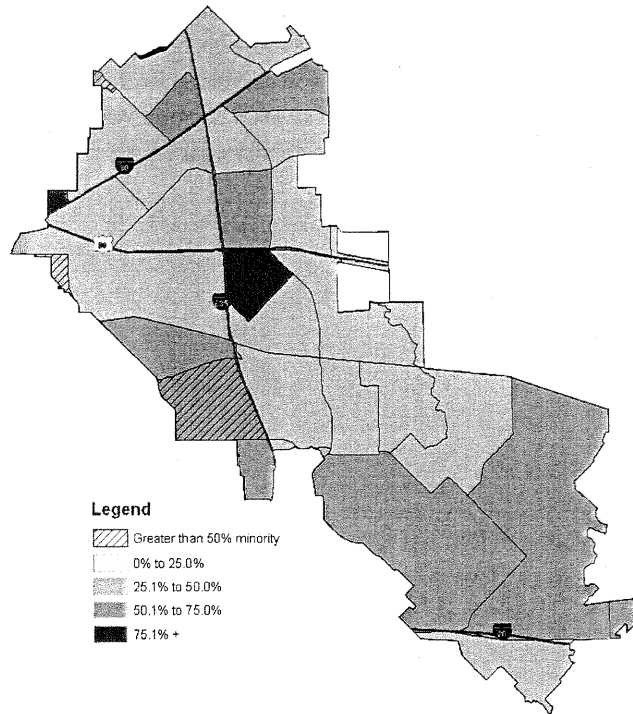 Legend
Greater than 50% minority
0% to 25.0%
25.1% to 50.0%
50.1% to 75.0%
75.1% +